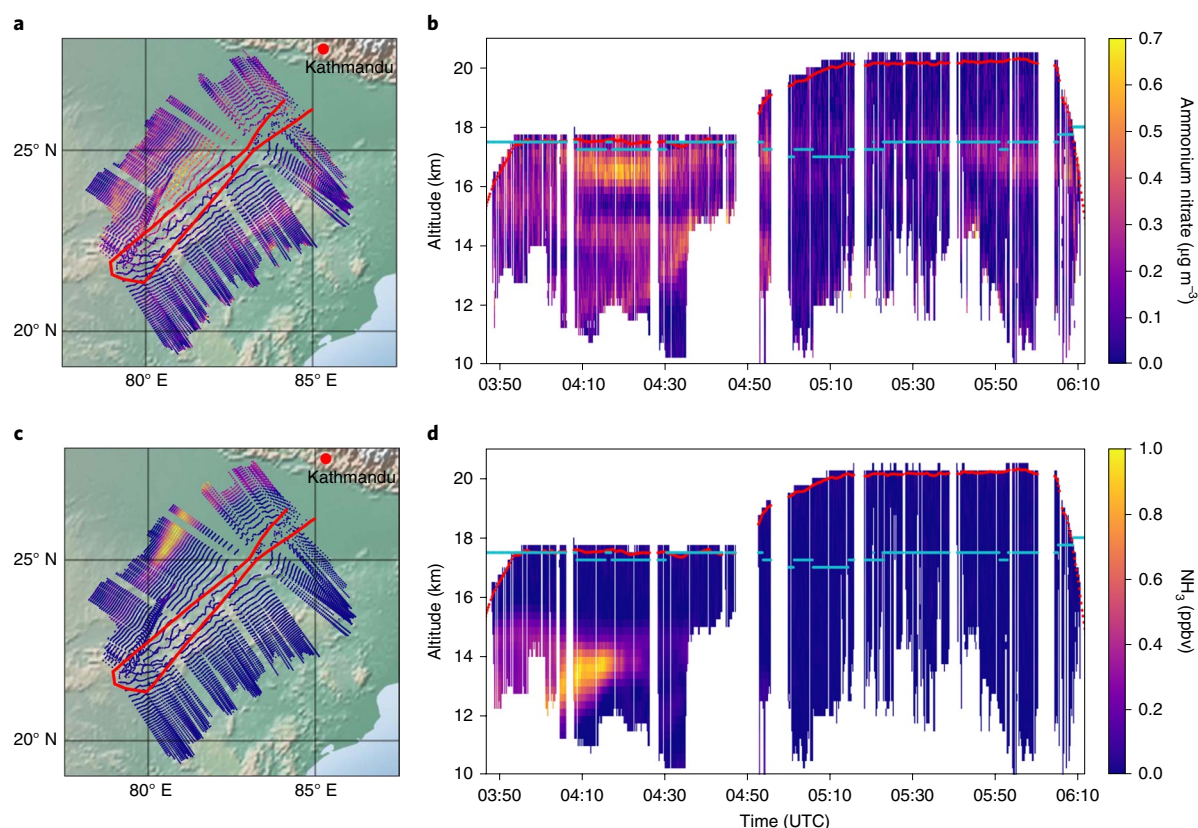 a
Kathmandu
25° N
20° N
80° E 85° E
b
Altitude (km)
20
18
16
14
12
10
03:50 04:10 04:30 04:50 05:10 05:30 05:50 06:10
0.7
0.6
0.5
0.4
0.3
0.2
0.1
0.0
Ammonium nitrate (μg m⁻³)
c
Kathmandu
25° N
20° N
80° E 85° E
d
Altitude (km)
20
18
16
14
12
10
03:50 04:10 04:30 04:50 05:10 05:30 05:50 06:10
Time (UTC)
1.0
0.8
0.6
0.4
0.2
0.0
NH₃ (ppbv)